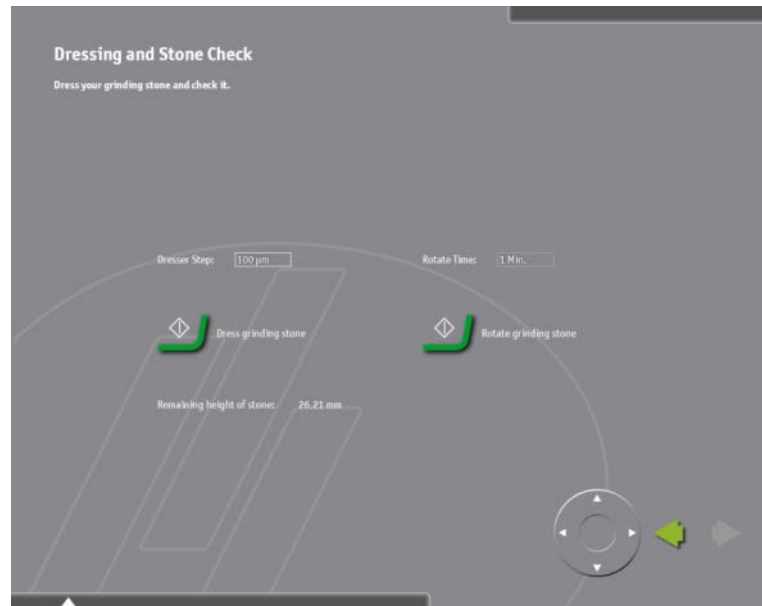 Dressing and Stone Check
Dress your grinding stone and check it.
Dresser Step: 100 µm Rotate Time: 1 Min.
Dress grinding stone Rotate grinding stone
Remaining height of stone: 26.21 mm